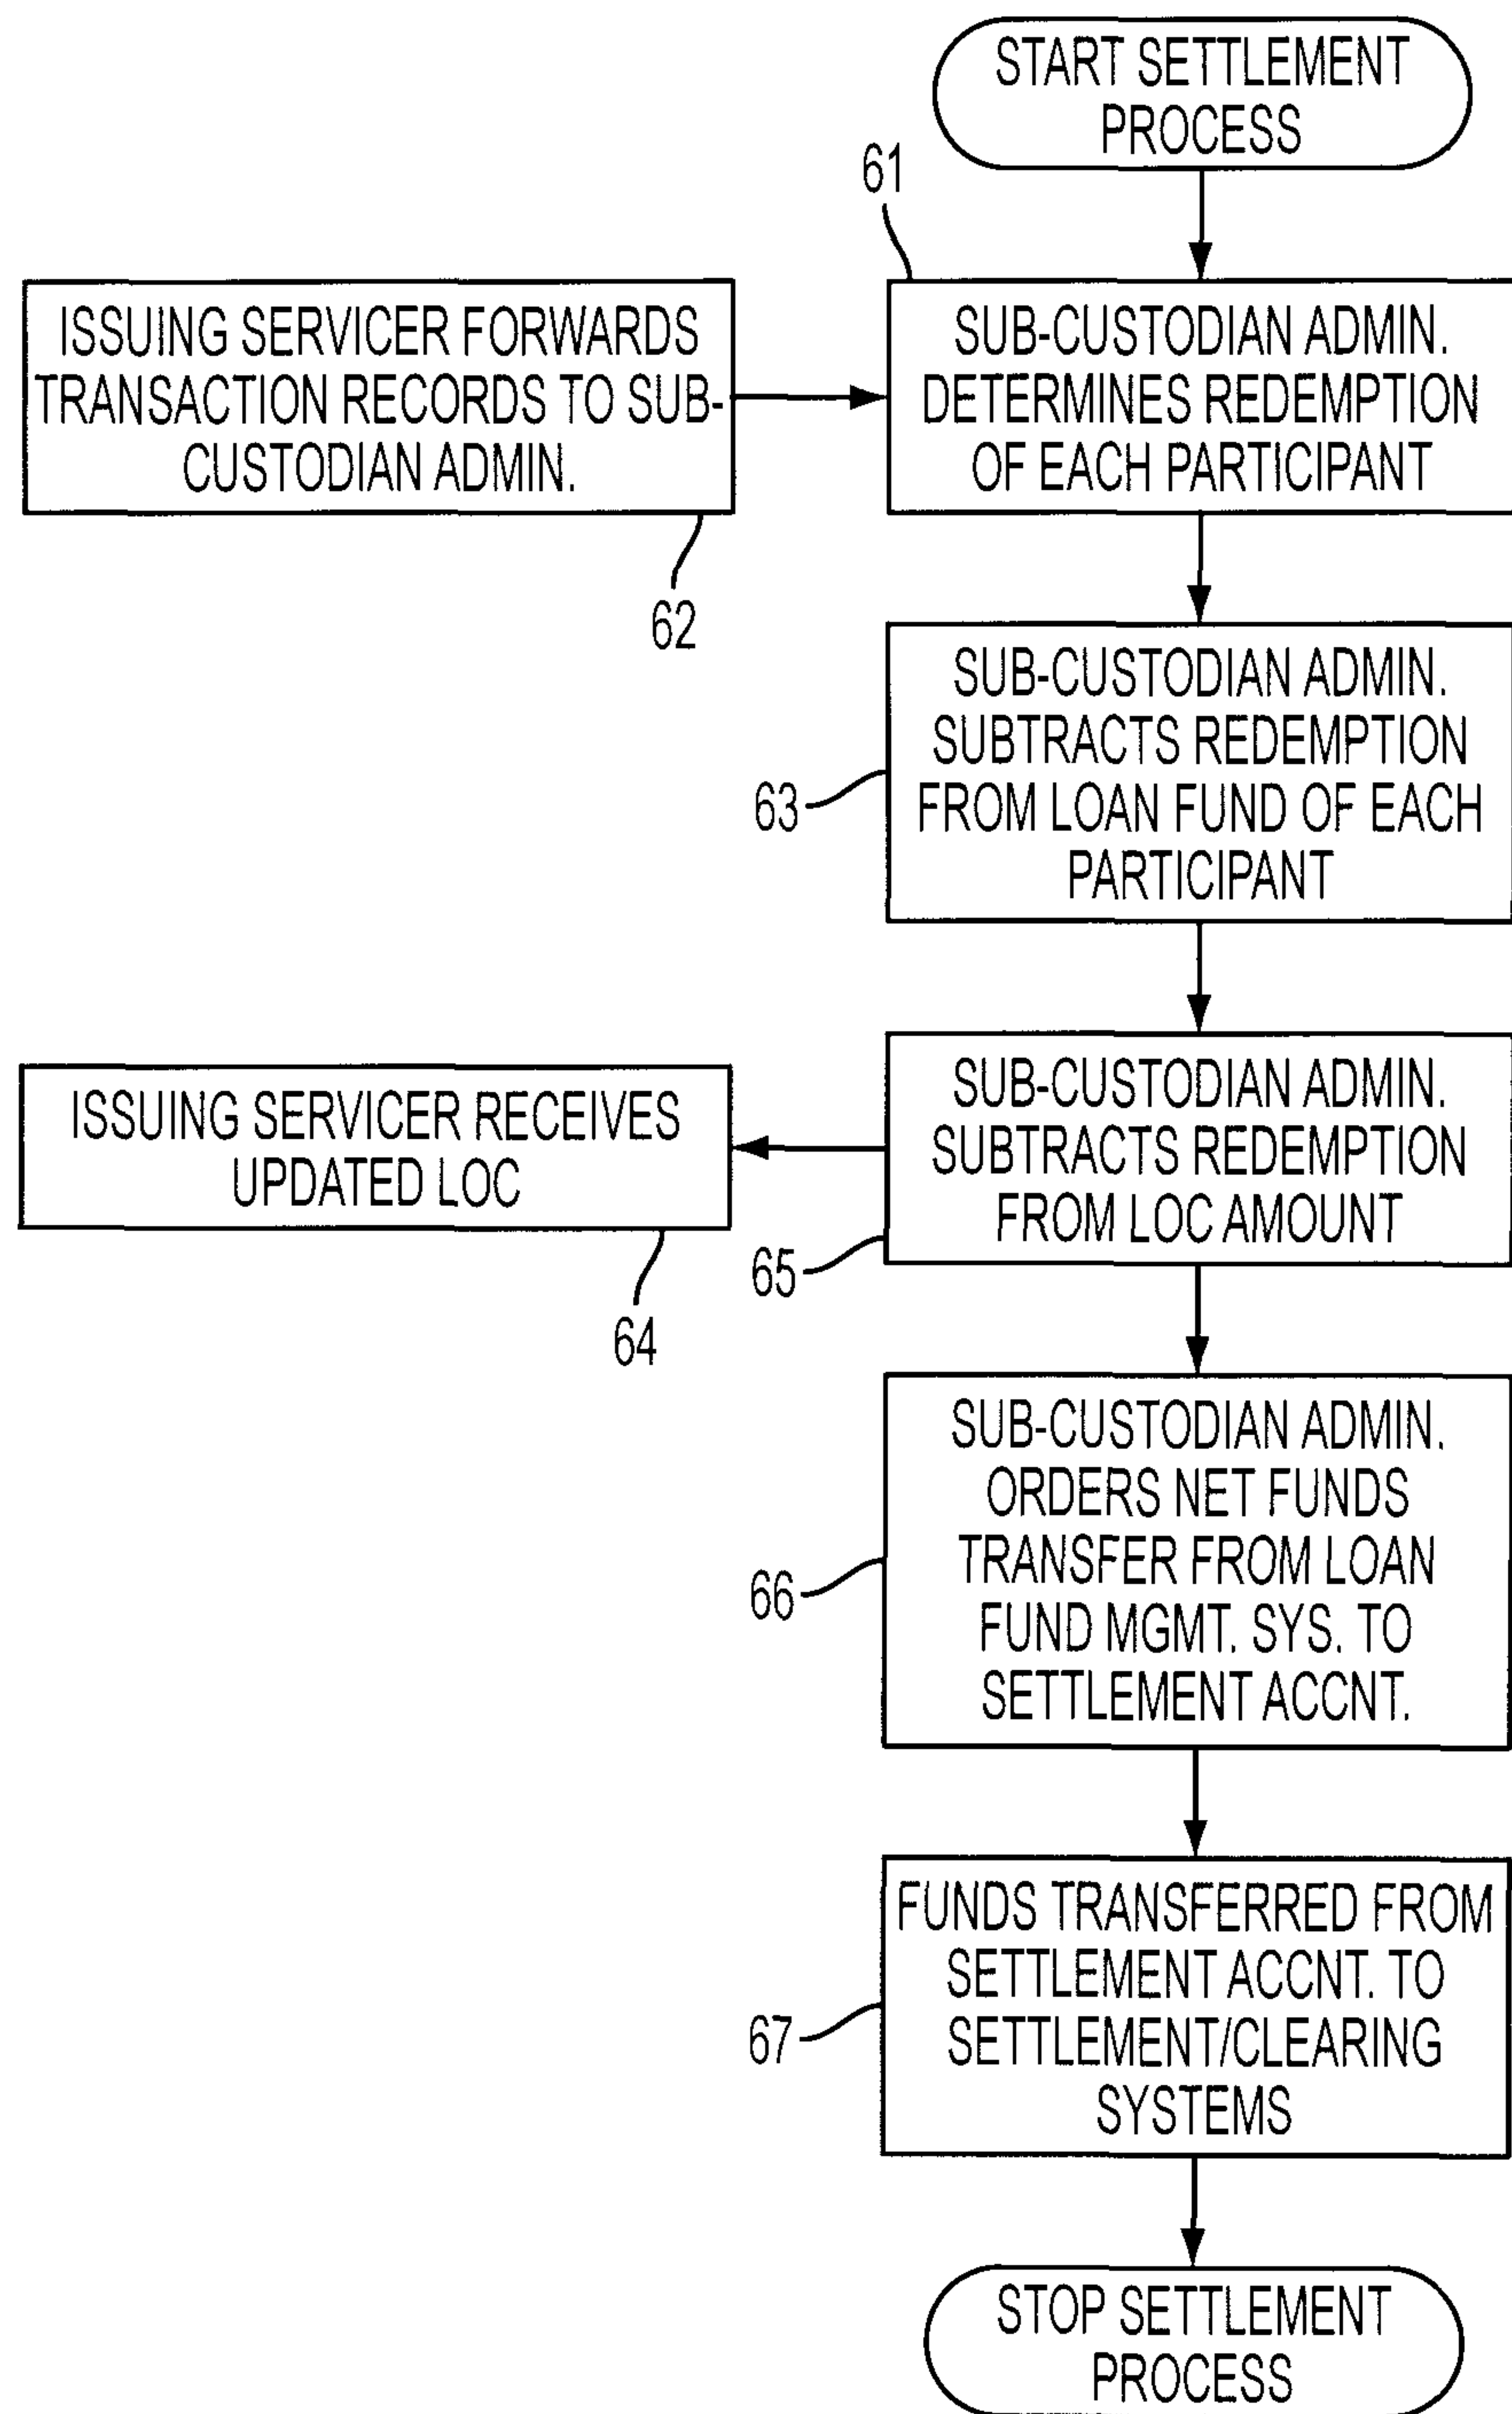 START SETTLEMENT
PROCESS
61
ISSUING SERVICER FORWARDS
TRANSACTION RECORDS TO SUB-
CUSTODIAN ADMIN.
62
SUB-CUSTODIAN ADMIN.
DETERMINES REDEMPTION
OF EACH PARTICIPANT
SUB-CUSTODIAN ADMIN.
SUBTRACTS REDEMPTION
FROM LOAN FUND OF EACH
PARTICIPANT
63
ISSUING SERVICER RECEIVES
UPDATED LOC
64
SUB-CUSTODIAN ADMIN.
SUBTRACTS REDEMPTION
FROM LOC AMOUNT
65
SUB-CUSTODIAN ADMIN.
ORDERS NET FUNDS
TRANSFER FROM LOAN
FUND MGMT. SYS. TO
SETTLEMENT ACCNT.
66
FUNDS TRANSFERRED FROM
SETTLEMENT ACCNT. TO
SETTLEMENT/CLEARING
SYSTEMS
67
STOP SETTLEMENT
PROCESS